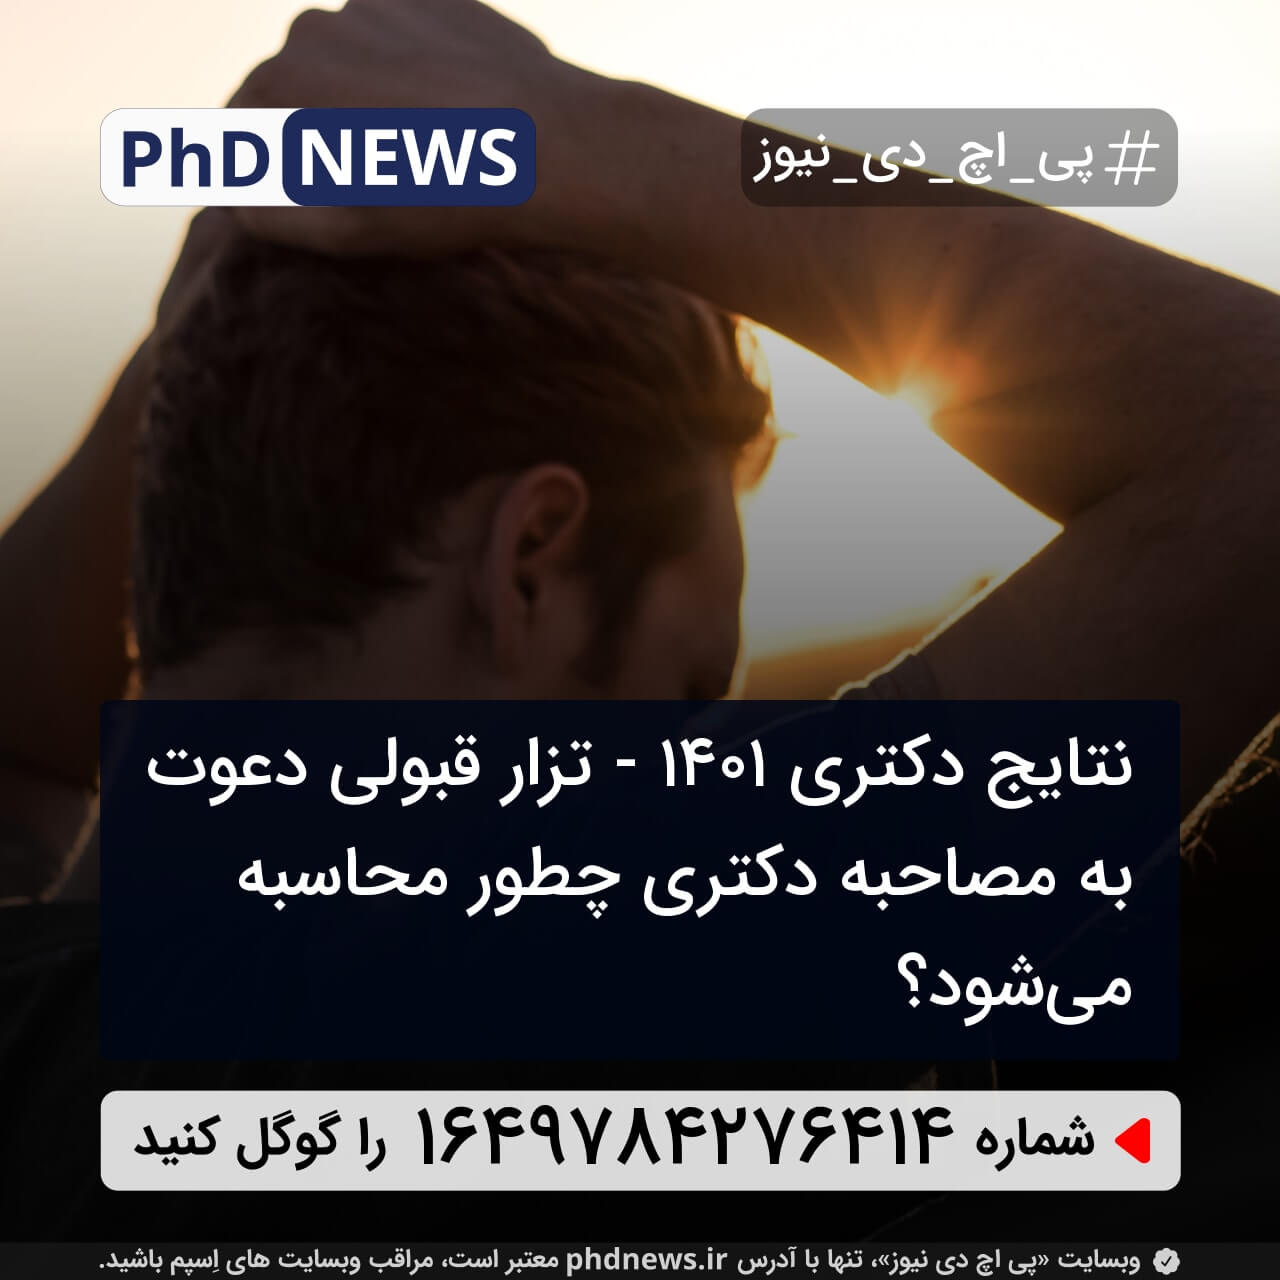 PhD NEWS
#پی_اچ_دی_نیوز
نتایج دکتری ۱۴۰۱ - تزار قبولی دعوت
به مصاحبه دکتری چطور محاسبه
می‌شود؟
شماره ۱۶۴۹۷۸۴۲۷۶۴۱۴ را گوگل کنید
وبسایت «پی اچ دی نیوز»، تنها با آدرس phdnews.ir معتبر است، مراقب وبسایت های اِسپم باشید.